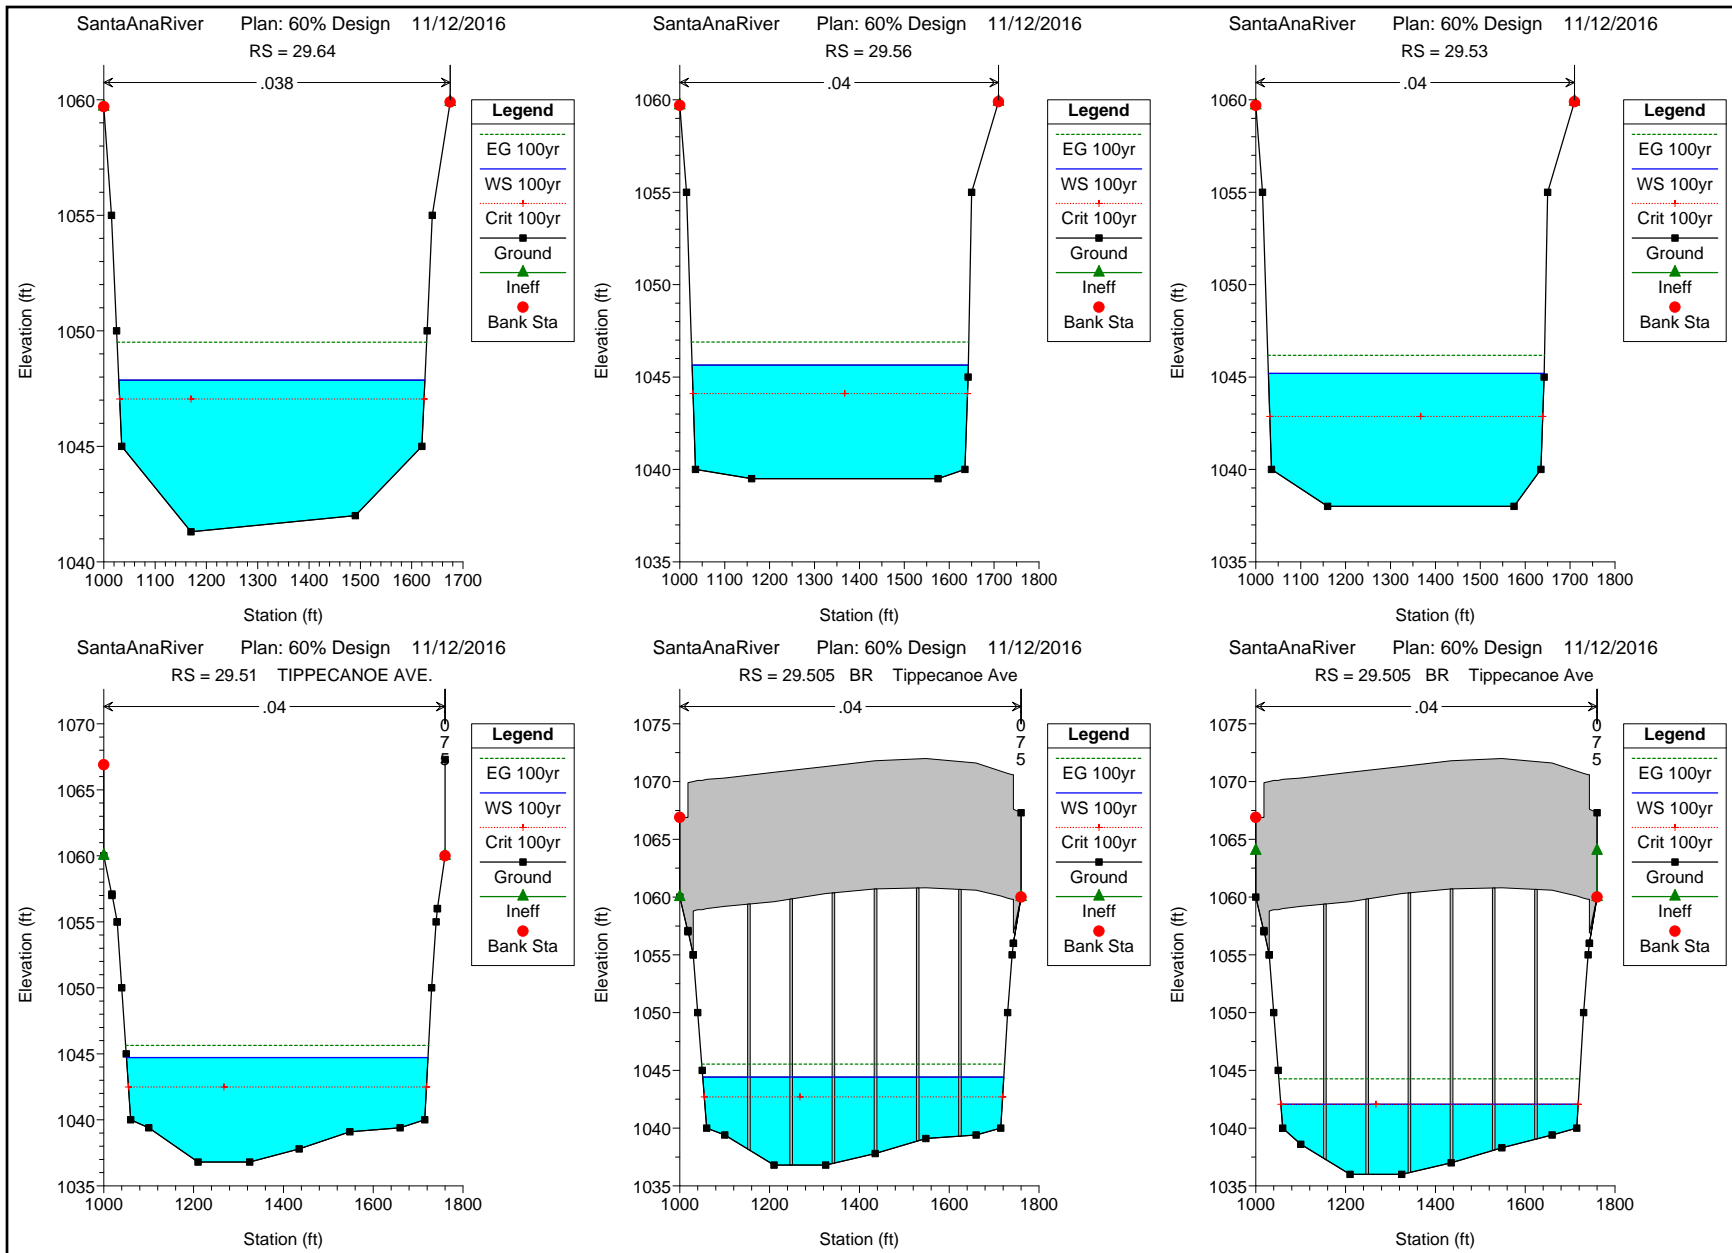 SantaAnaRiver Plan: 60% Design 11/12/2016
RS = 29.64
.038
1060
1055
1050
1045
1040
1000 1100 1200 1300 1400 1500 1600 1700
Elevation (ft)
Station (ft)
Legend
EG 100yr
WS 100yr
Crit 100yr
Ground
Ineff
Bank Sta
SantaAnaRiver Plan: 60% Design 11/12/2016
RS = 29.56
.04
1060
1055
1050
1045
1040
1035
1000 1100 1200 1300 1400 1500 1600 1700 1800
Elevation (ft)
Station (ft)
Legend
EG 100yr
WS 100yr
Crit 100yr
Ground
Ineff
Bank Sta
SantaAnaRiver Plan: 60% Design 11/12/2016
RS = 29.53
.04
1060
1055
1050
1045
1040
1035
1000 1100 1200 1300 1400 1500 1600 1700 1800
Elevation (ft)
Station (ft)
Legend
EG 100yr
WS 100yr
Crit 100yr
Ground
Ineff
Bank Sta
SantaAnaRiver Plan: 60% Design 11/12/2016
RS = 29.51 TIPPECANOE AVE.
.04
0
7
5
1070
1065
1060
1055
1050
1045
1040
1035
1000 1200 1400 1600 1800
Elevation (ft)
Station (ft)
Legend
EG 100yr
WS 100yr
Crit 100yr
Ground
Ineff
Bank Sta
SantaAnaRiver Plan: 60% Design 11/12/2016
RS = 29.505 BR Tippecanoe Ave
.04
0
7
5
1075
1070
1065
1060
1055
1050
1045
1040
1035
1000 1200 1400 1600 1800
Elevation (ft)
Station (ft)
Legend
EG 100yr
WS 100yr
Crit 100yr
Ground
Ineff
Bank Sta
SantaAnaRiver Plan: 60% Design 11/12/2016
RS = 29.505 BR Tippecanoe Ave
.04
0
7
5
1075
1070
1065
1060
1055
1050
1045
1040
1035
1000 1200 1400 1600 1800
Elevation (ft)
Station (ft)
Legend
EG 100yr
WS 100yr
Crit 100yr
Ground
Ineff
Bank Sta